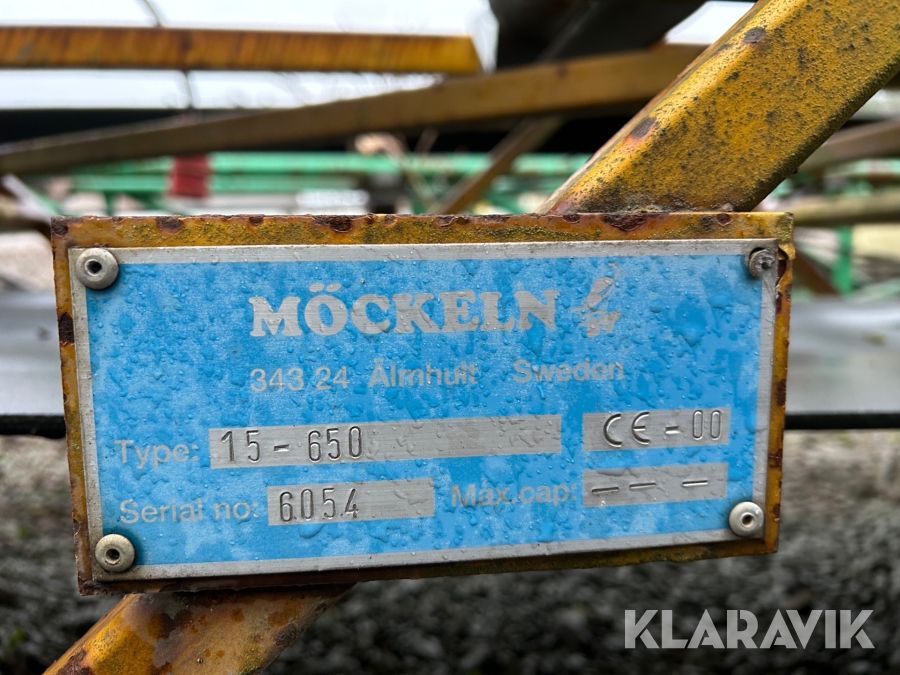 MÖCKELN
343 24 Älmhult Sweden
Type: 15-650 CE-00
Serial no: 6054 Max.cap: ---
KLARAVIK